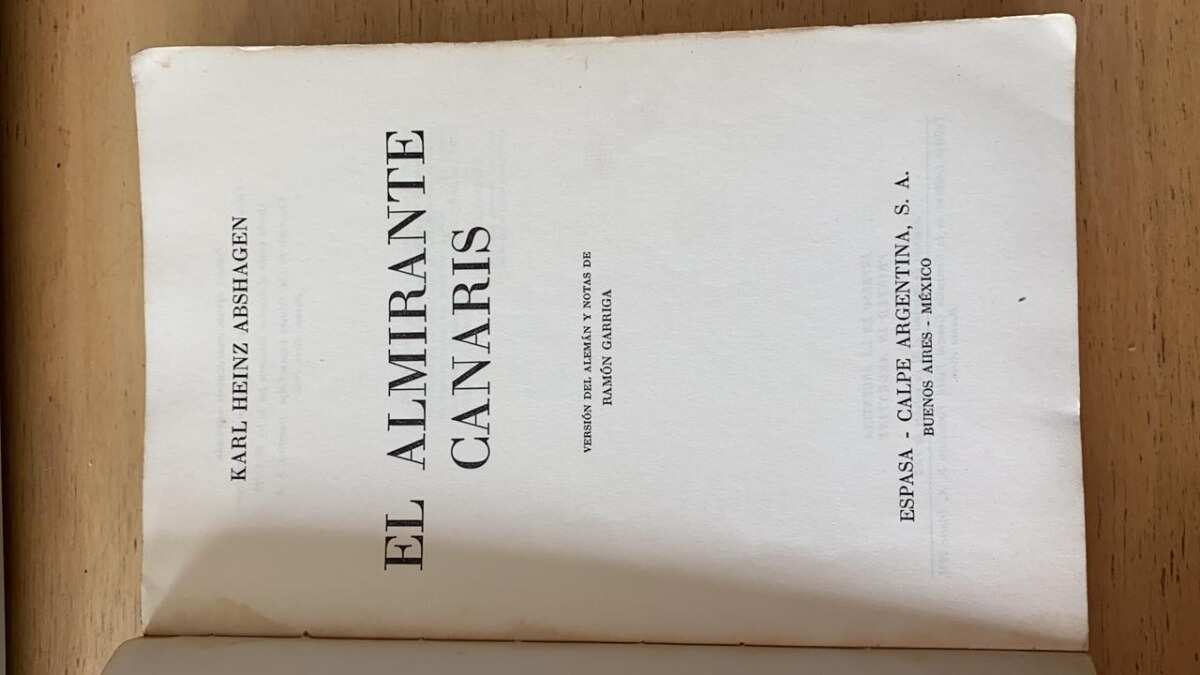 KARL HEINZ ABSHAGEN
EL ALMIRANTE
CANARIS
VERSIÓN DEL ALEMÁN Y NOTAS DE
RAMÓN GARRIGA
ESPASA - CALPE ARGENTINA, S. A.
BUENOS AIRES - MÉXICO